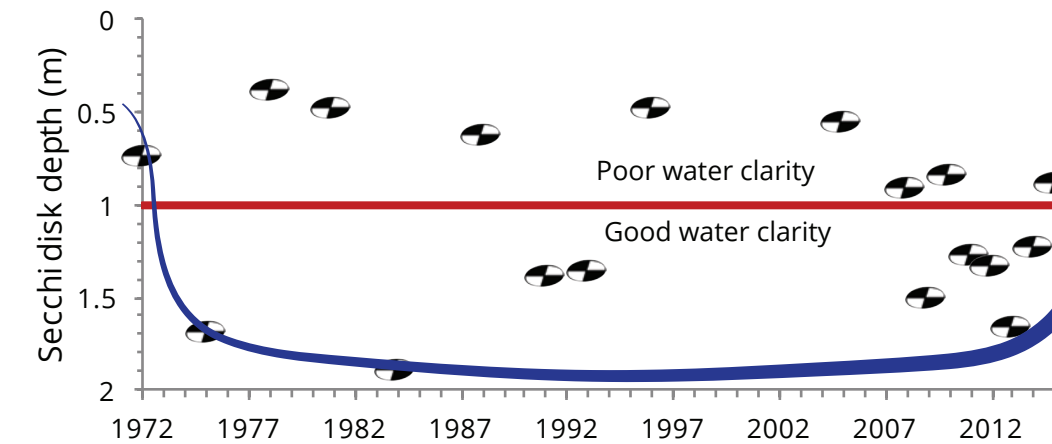 Secchi disk depth (m)
0
0.5
1
1.5
2
Poor water clarity
Good water clarity
1972 1977 1982 1987 1992 1997 2002 2007 2012